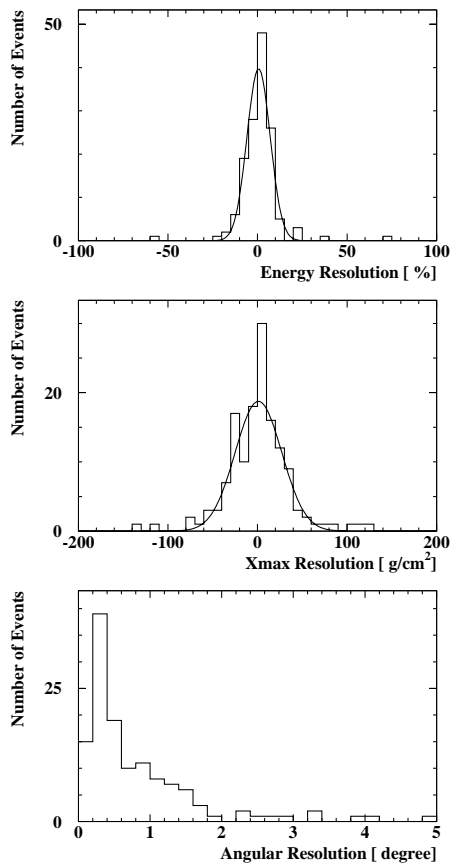 Number of Events
50
0
-100 -50 0 50 100
Energy Resolution [ %]
Number of Events
20
0
-200 -100 0 100 200
Xmax Resolution [ g/cm²]
Number of Events
25
0
0 1 2 3 4 5
Angular Resolution [ degree]